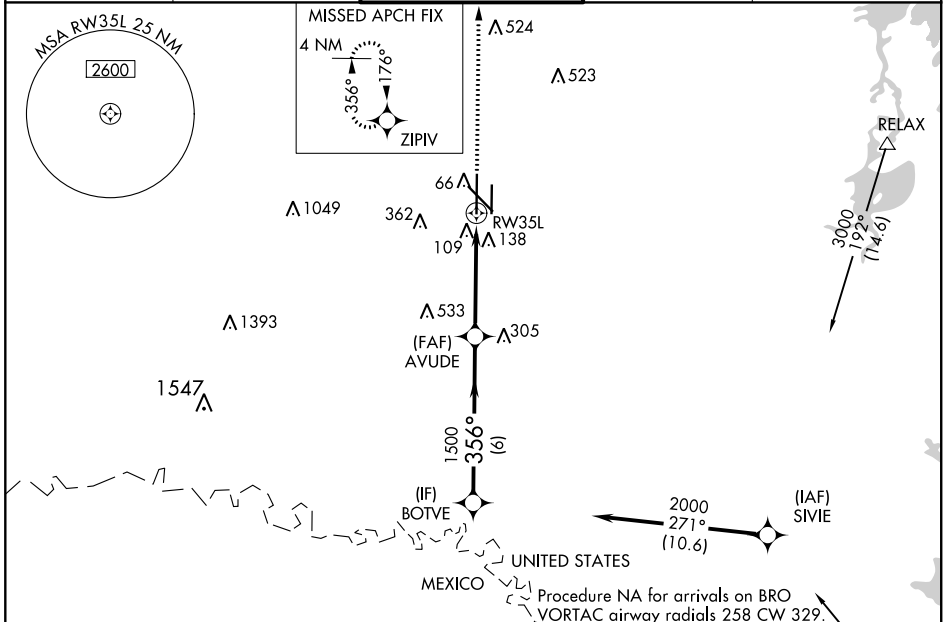 MSA RW35L 25 NM
2600
MISSED APCH FIX
4 NM
356°
176°
ZIPIV
524
523
RELAX
3000
192°
(14.6)
66
RW35L
1049
362
109
138
533
305
(FAF)
AVUDE
1393
1547
1500
356°
(6)
(IF)
BOTVE
2000
271°
(10.6)
(IAF)
SIVIE
UNITED STATES
MEXICO
Procedure NA for arrivals on BRO
VORTAC airway radials 258 CW 329.